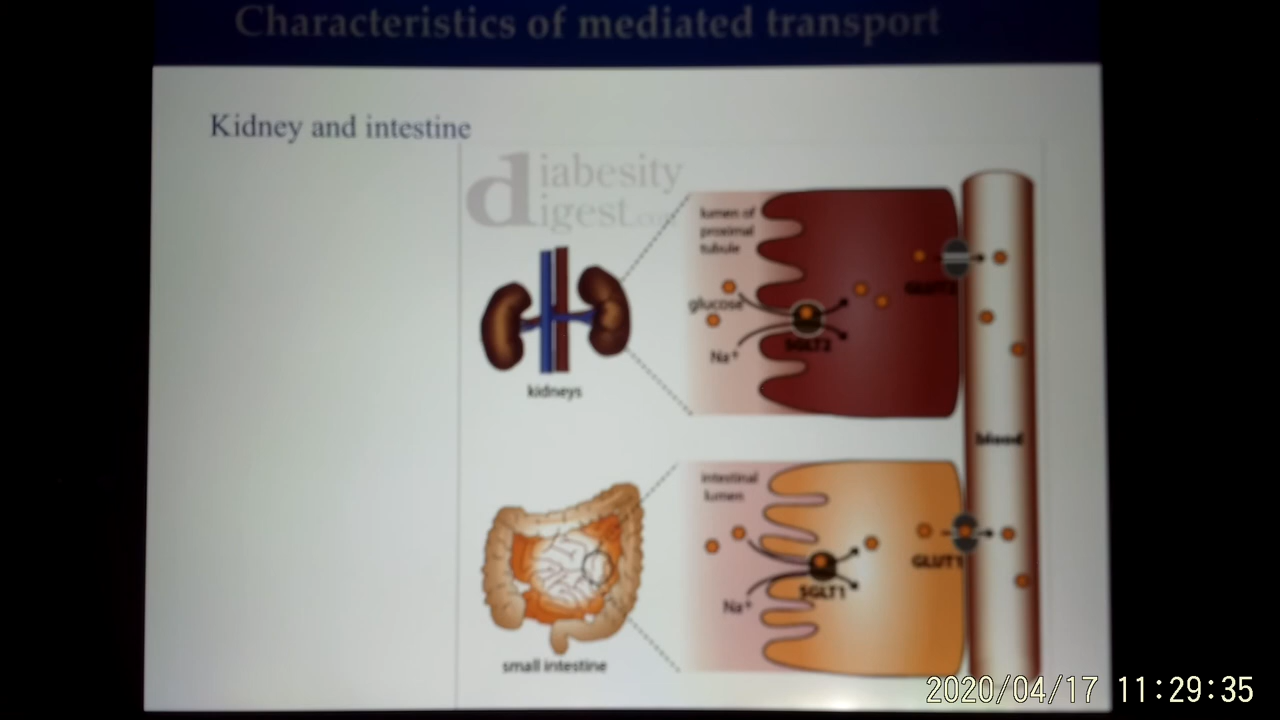 Characteristics of mediated transport
Kidney and intestine
diabesity
digest.com
lumen of
proximal
tubule
glucose
Na⁺
SGLT2
GLUT2
kidneys
blood
intestinal
lumen
Na⁺
SGLT1
GLUT1
small intestine
2020/04/17 11:29:35